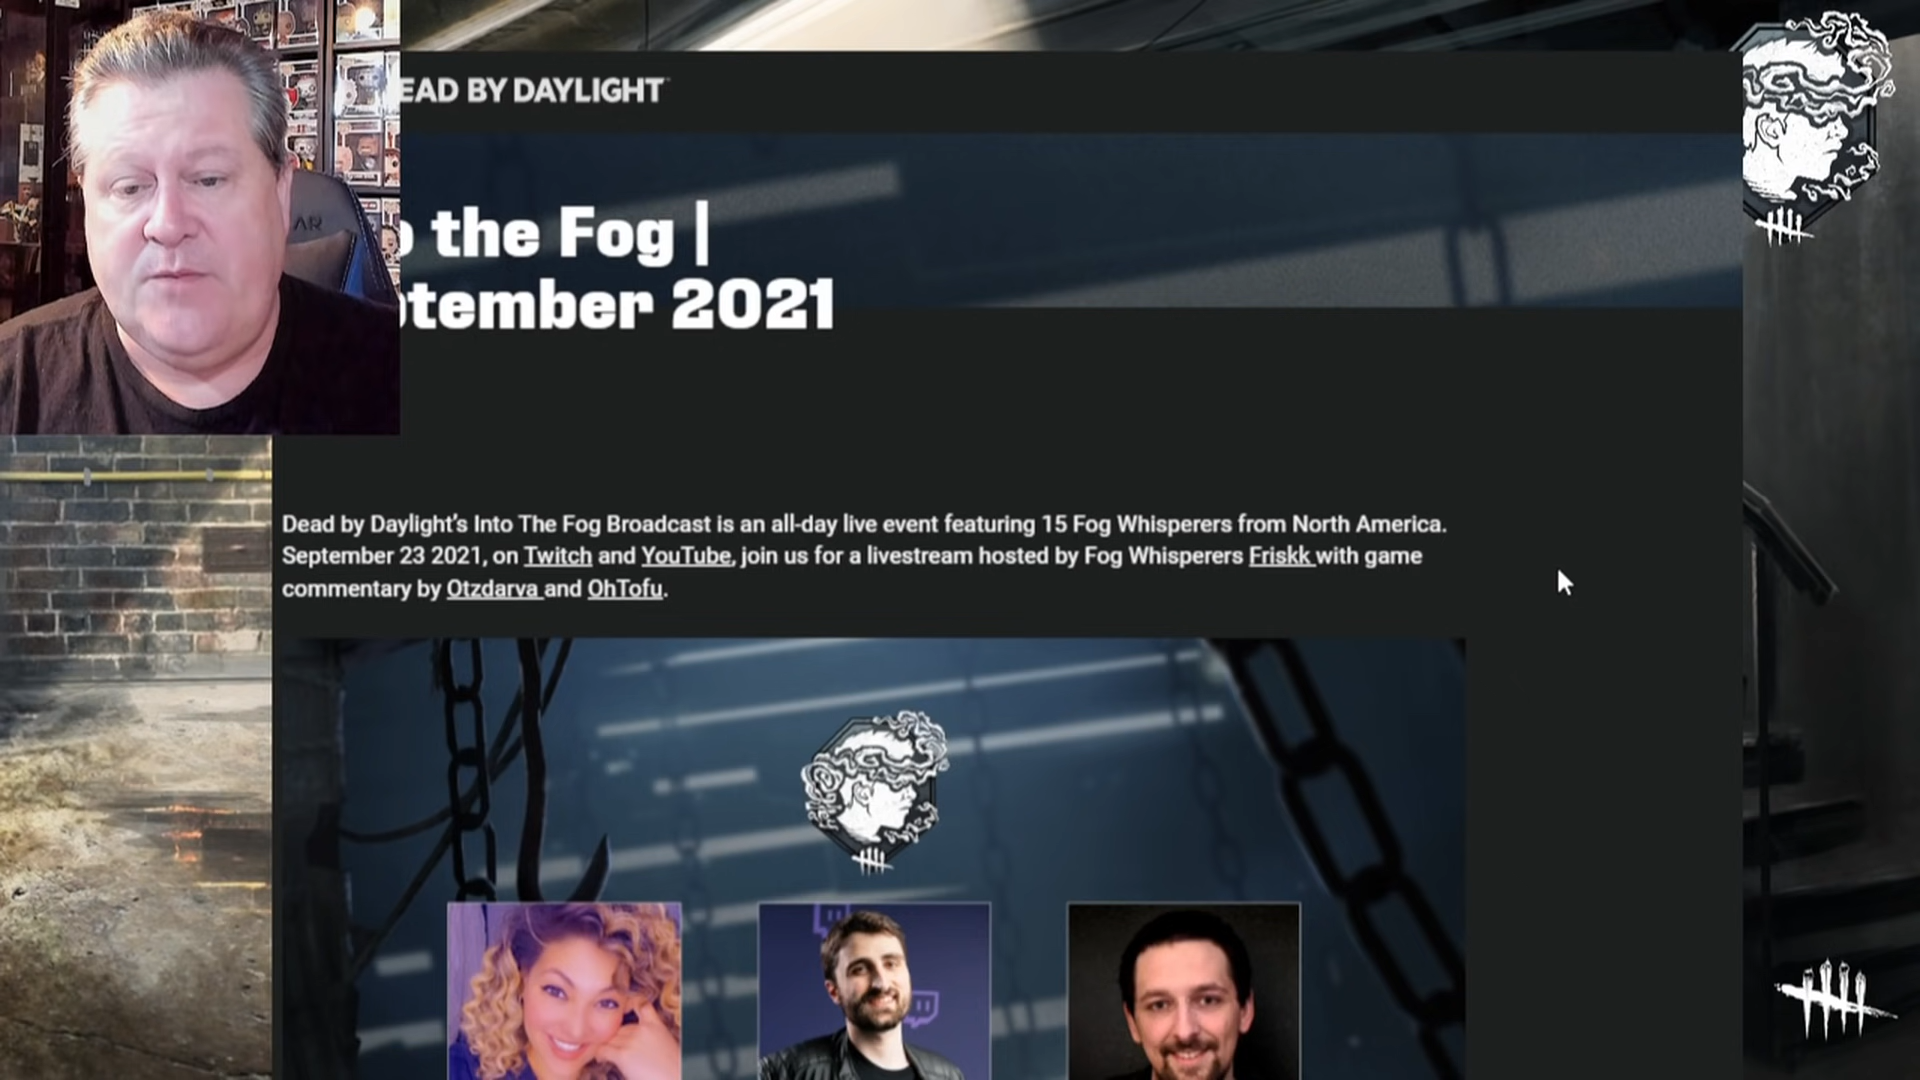 EAD BY DAYLIGHT
o the Fog |
tember 2021
Dead by Daylight's Into The Fog Broadcast is an all-day live event featuring 15 Fog Whisperers from North America.
September 23 2021, on Twitch and YouTube, join us for a livestream hosted by Fog Whisperers Friskk with game
commentary by Otzdarva and OhTofu.
AR